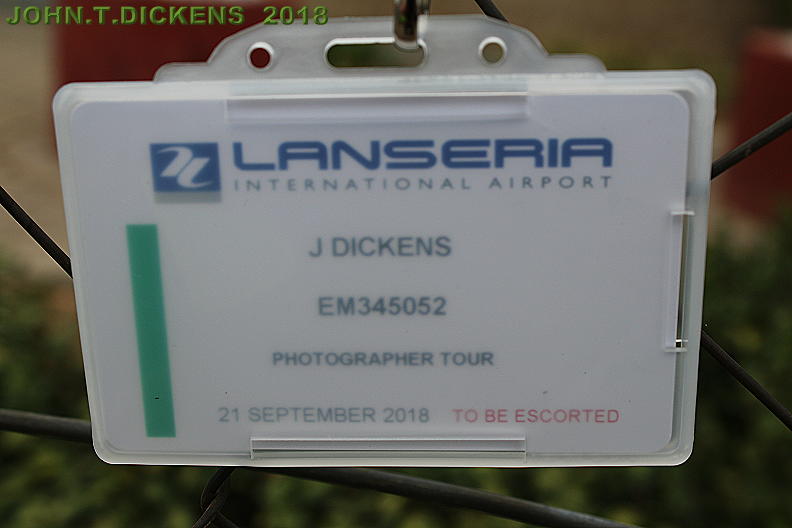 JOHN.T.DICKENS 2018
LANSERIA
INTERNATIONAL AIRPORT
J DICKENS
EM345052
PHOTOGRAPHER TOUR
21 SEPTEMBER 2018 TO BE ESCORTED